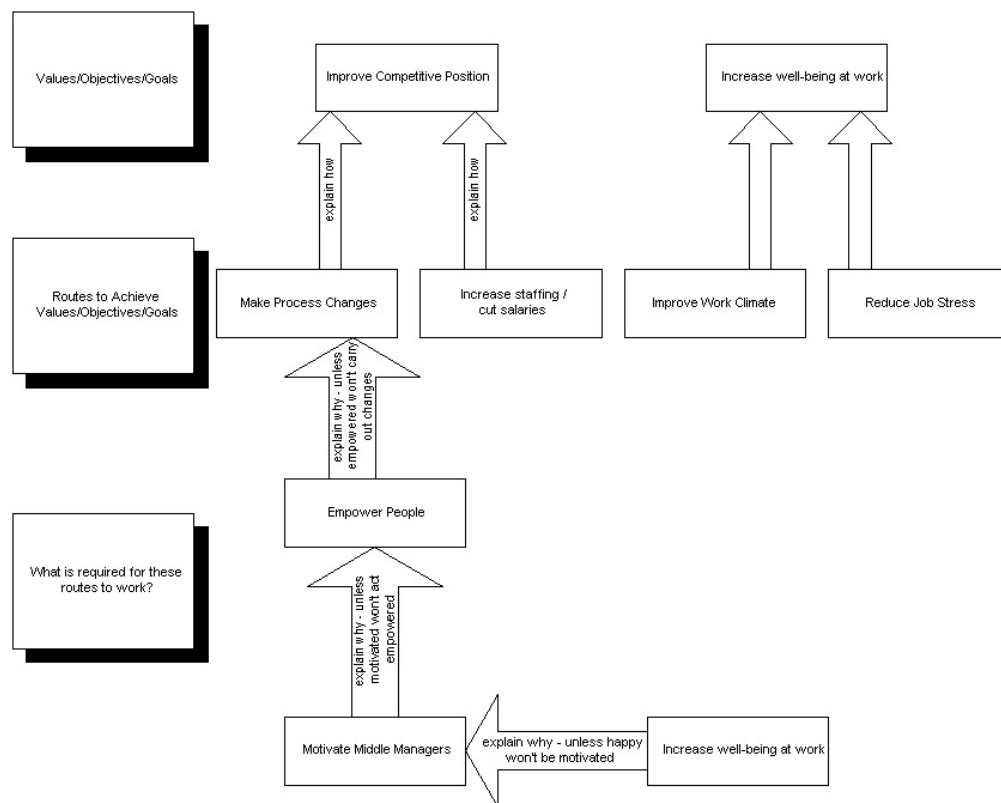 Values/Objectives/Goals
Improve Competitive Position
Increase well-being at work
explain how
explain how
Routes to Achieve
Values/Objectives/Goals
Make Process Changes
Increase staffing /
cut salaries
Improve Work Climate
Reduce Job Stress
explain why - unless
empowered won't carry
out changes
Empower People
What is required for these
routes to work?
explain why - unless
motivated won't act
empowered
Motivate Middle Managers
explain why - unless happy
won't be motivated
Increase well-being at work